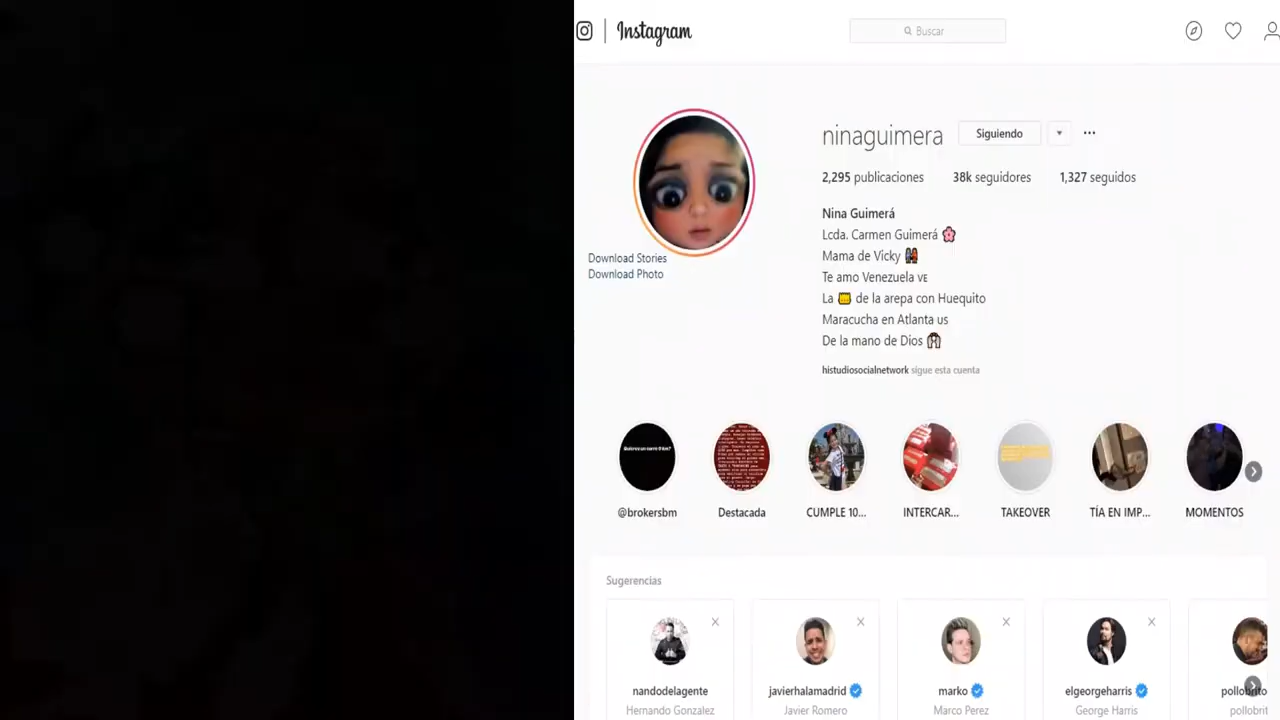 Instagram
Buscar
ninaguimera Siguiendo
2,295 publicaciones 38k seguidores 1,327 seguidos
Nina Guimerá
Lcda. Carmen Guimerá
Mama de Vicky
Te amo Venezuela VE
La de la arepa con Huequito
Maracucha en Atlanta us
De la mano de Dios
histudiosocialnetwork sigue esta cuenta
Download Stories
Download Photo
@brokersbm Destacada CUMPLE 10... INTERCAR... TAKEOVER TÍA EN IMP... MOMENTOS
Sugerencias
nandodelagente javierhalamadrid marko elgeorgeharris pollobrito
Hernando Gonzalez Javier Romero Marco Perez George Harris pollobrit